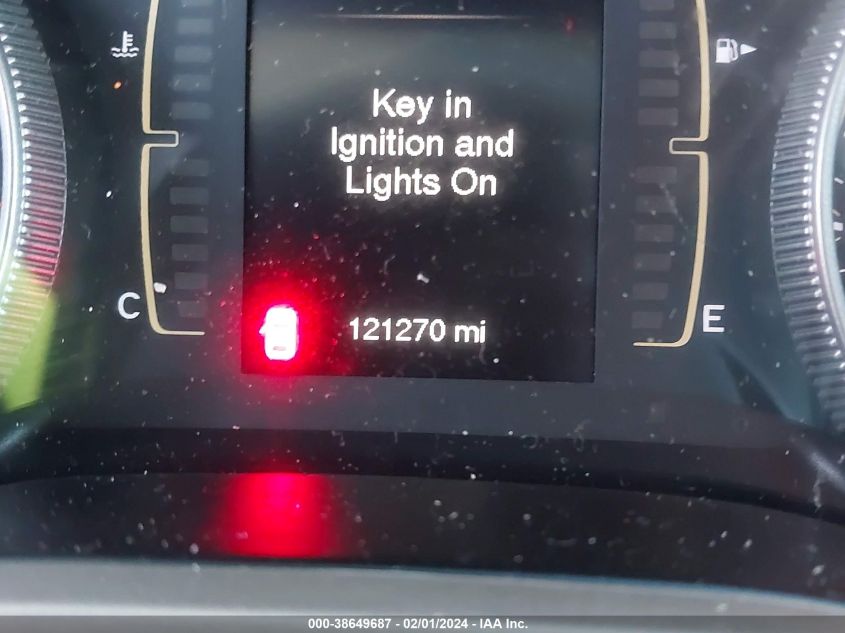 Key in
Ignition and
Lights On
C
121270 mi
E
000-38649687 - 02/01/2024 - IAA Inc.